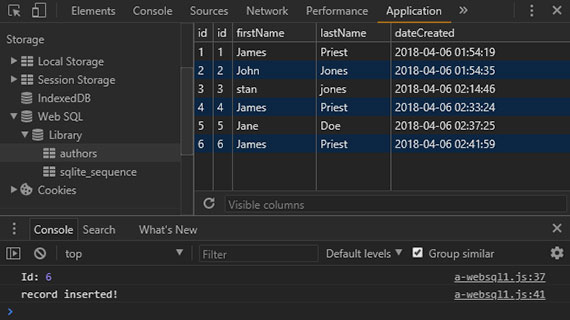 Elements Console Sources Network Performance Application »
Storage
Local Storage
Session Storage
IndexedDB
Web SQL
Library
authors
sqlite_sequence
Cookies
id id firstName lastName dateCreated
1 1 James Priest 2018-04-06 01:54:19
2 2 John Jones 2018-04-06 01:54:35
3 3 stan jones 2018-04-06 02:14:46
4 4 James Priest 2018-04-06 02:33:24
5 5 Jane Doe 2018-04-06 02:37:25
6 6 James Priest 2018-04-06 02:41:59
Visible columns
Console Search What's New
top Filter Default levels Group similar
Id: 6 a-websql1.js:37
record inserted! a-websql1.js:41
>